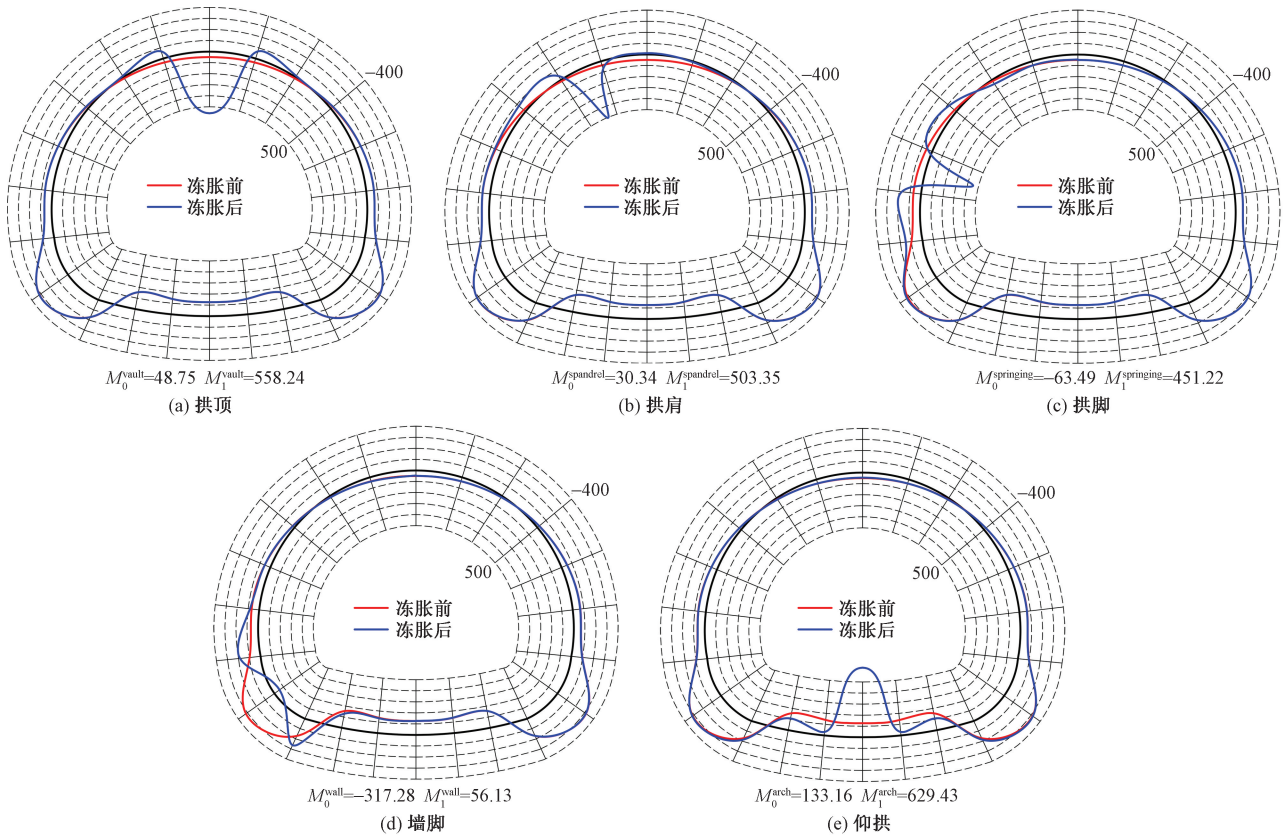 −400
500
冻胀前
冻胀后
M₀ᵛᵃᵘˡᵗ=48.75 M₁ᵛᵃᵘˡᵗ=558.24
(a) 拱顶
−400
500
冻胀前
冻胀后
M₀ˢᵖᵃⁿᵈʳᵉˡ=30.34 M₁ˢᵖᵃⁿᵈʳᵉˡ=503.35
(b) 拱肩
−400
500
冻胀前
冻胀后
M₀ˢᵖʳⁱⁿᵍⁱⁿᵍ=−63.49 M₁ˢᵖʳⁱⁿᵍⁱⁿᵍ=451.22
(c) 拱脚
−400
500
冻胀前
冻胀后
M₀ʷᵃˡˡ=−317.28 M₁ʷᵃˡˡ=56.13
(d) 墙脚
−400
500
冻胀前
冻胀后
M₀ᵃʳᶜʰ=133.16 M₁ᵃʳᶜʰ=629.43
(e) 仰拱